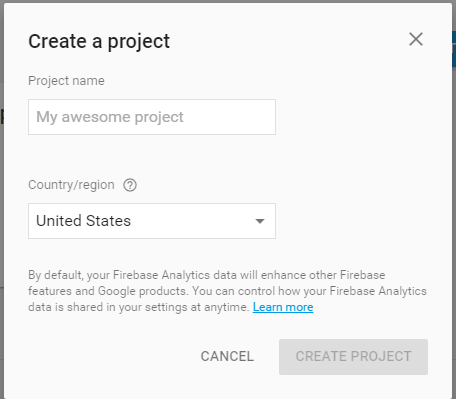 Create a project
Project name
My awesome project
Country/region
United States
By default, your Firebase Analytics data will enhance other Firebase
features and Google products. You can control how your Firebase Analytics
data is shared in your settings at anytime. Learn more
CANCEL
CREATE PROJECT